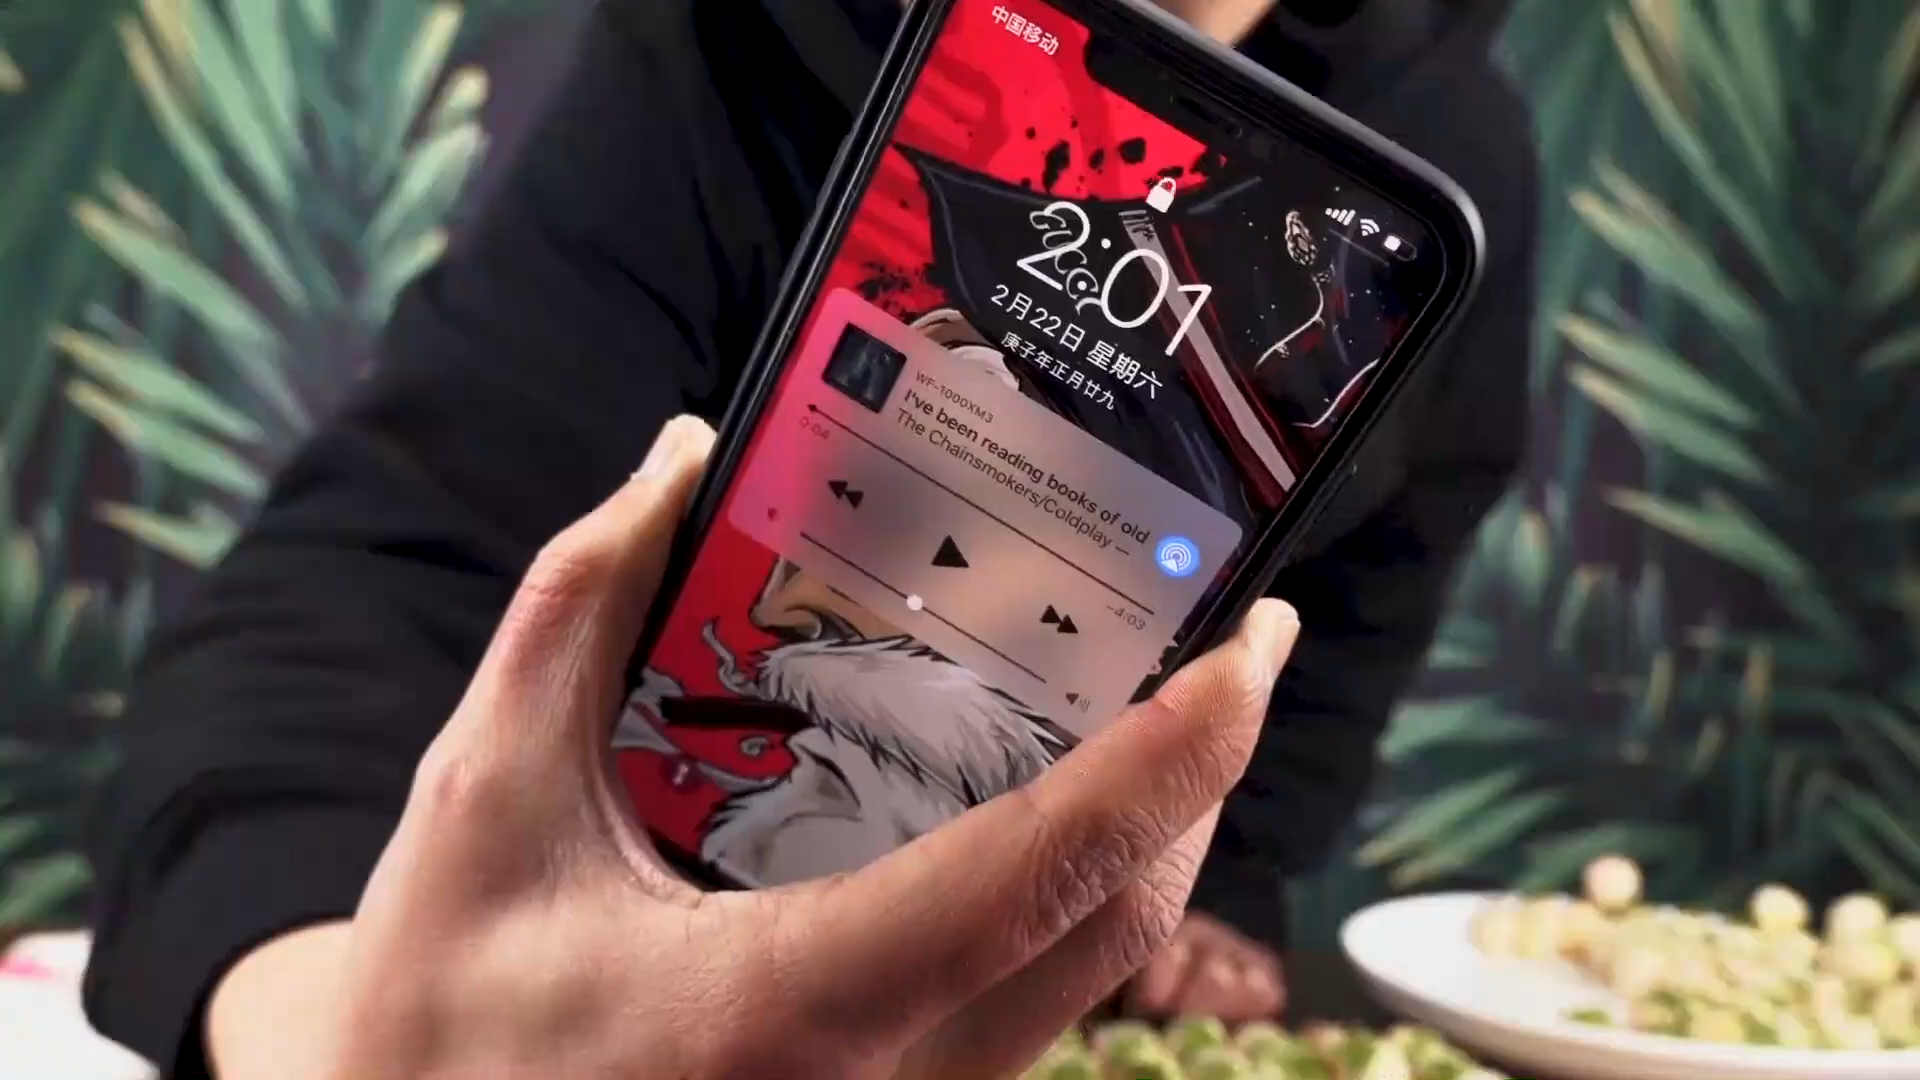 中国移动
2:01
2月22日 星期六
庚子年正月廿九
WF-1000XM3
I've been reading books of old
The Chainsmokers/Coldplay —
0:04
-4:03